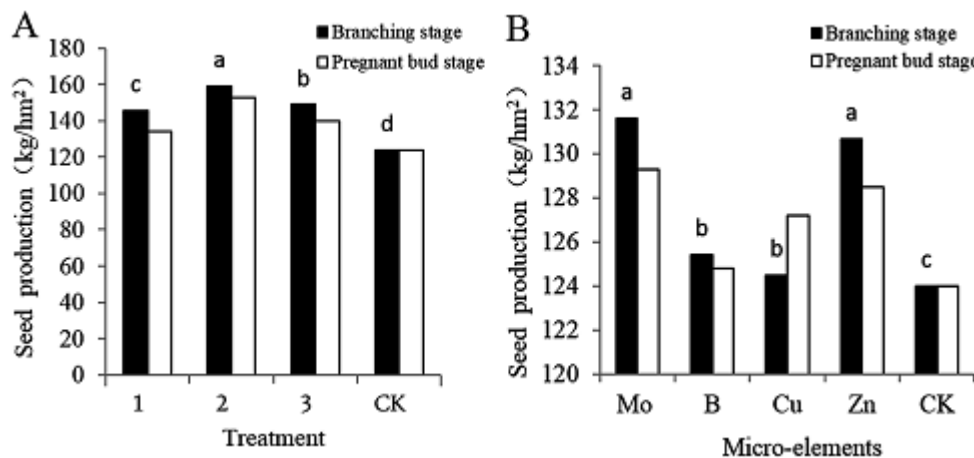 A
Branching stage
Pregnant bud stage
Seed production (kg/hm²)
180
160
140
120
100
80
60
40
20
0
c
a
b
d
1 2 3 CK
Treatment
B
Branching stage
Pregnant bud stage
Seed production (kg/hm²)
134
132
130
128
126
124
122
120
a
b
b
a
c
Mo B Cu Zn CK
Micro-elements